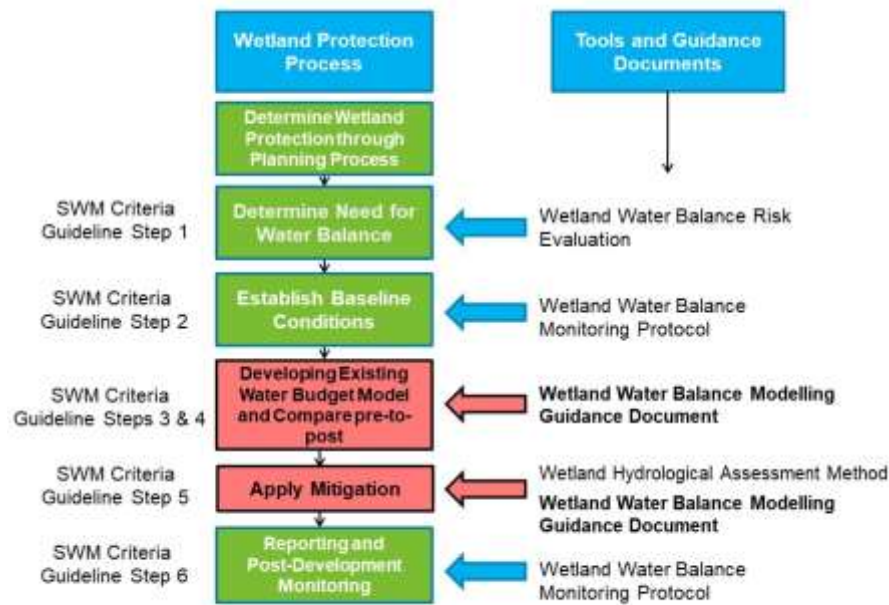 Wetland Protection
Process
Tools and Guidance
Documents
Determine Wetland
Protection through
Planning Process
SWM Criteria
Guideline Step 1
Determine Need for
Water Balance
Wetland Water Balance Risk
Evaluation
SWM Criteria
Guideline Step 2
Establish Baseline
Conditions
Wetland Water Balance
Monitoring Protocol
SWM Criteria
Guideline Steps 3 & 4
Developing Existing
Water Budget Model
and Compare pre-to-
post
Wetland Water Balance Modelling
Guidance Document
SWM Criteria
Guideline Step 5
Apply Mitigation
Wetland Hydrological Assessment Method
Wetland Water Balance Modelling
Guidance Document
SWM Criteria
Guideline Step 6
Reporting and
Post-Development
Monitoring
Wetland Water Balance
Monitoring Protocol